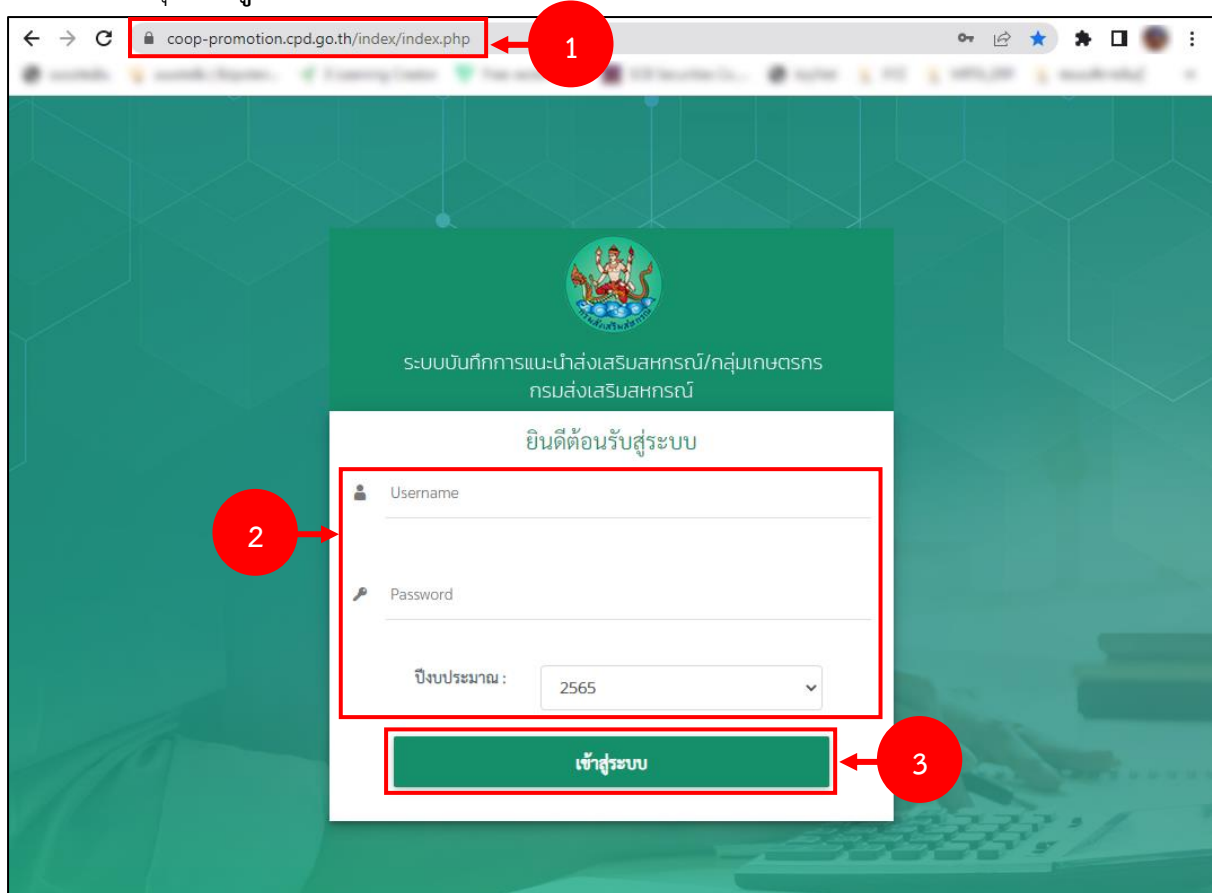 coop-promotion.cpd.go.th/index/index.php
1
ระบบบันทึกการแนะนำส่งเสริมสหกรณ์/กลุ่มเกษตรกร
กรมส่งเสริมสหกรณ์
ยินดีต้อนรับสู่ระบบ
Username
2
Password
ปีงบประมาณ :
2565
เข้าสู่ระบบ
3